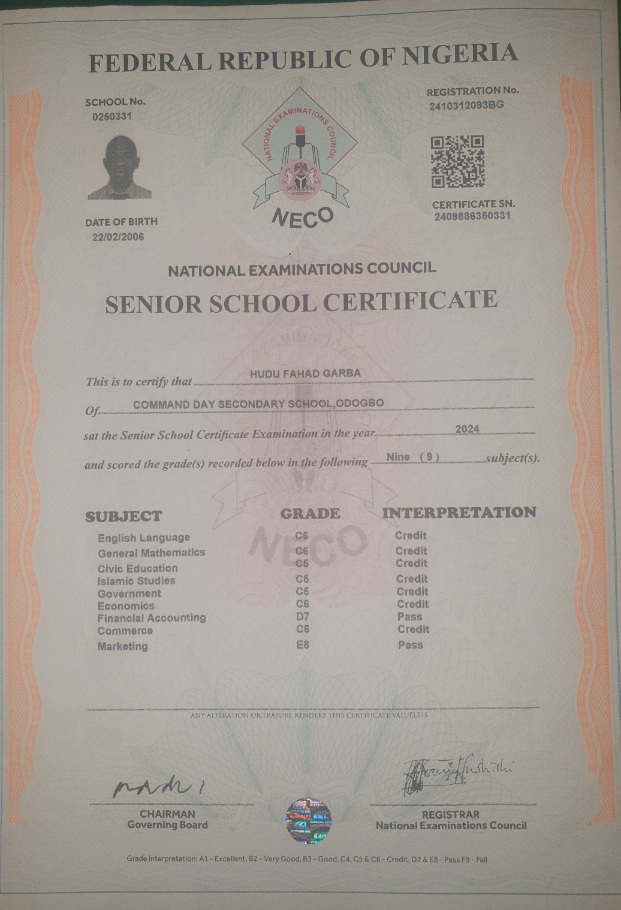 FEDERAL REPUBLIC OF NIGERIA
SCHOOL No.
0250331
REGISTRATION No.
2410312093BG
NATIONAL EXAMINATIONS COUNCIL
NECO
DATE OF BIRTH
22/02/2006
CERTIFICATE SN.
2409886350331
NATIONAL EXAMINATIONS COUNCIL
SENIOR SCHOOL CERTIFICATE
This is to certify that HUDU FAHAD GARBA
Of COMMAND DAY SECONDARY SCHOOL,ODOGBO
sat the Senior School Certificate Examination in the year 2024
and scored the grade(s) recorded below in the following Nine (9) subject(s).
SUBJECT GRADE INTERPRETATION
English Language C6 Credit
General Mathematics C6 Credit
Civic Education C5 Credit
Islamic Studies C5 Credit
Government C5 Credit
Economics C6 Credit
Financial Accounting D7 Pass
Commerce C6 Credit
Marketing E8 Pass
NECO
ANY ALTERATION OR ERASURE RENDERS THIS CERTIFICATE VALUELESS
CHAIRMAN
Governing Board
REGISTRAR
National Examinations Council
Grade Interpretation: A1 - Excellent, B2 - Very Good, B3 - Good, C4, C5 & C6 - Credit, D7 & E8 - Pass F9 - Fail